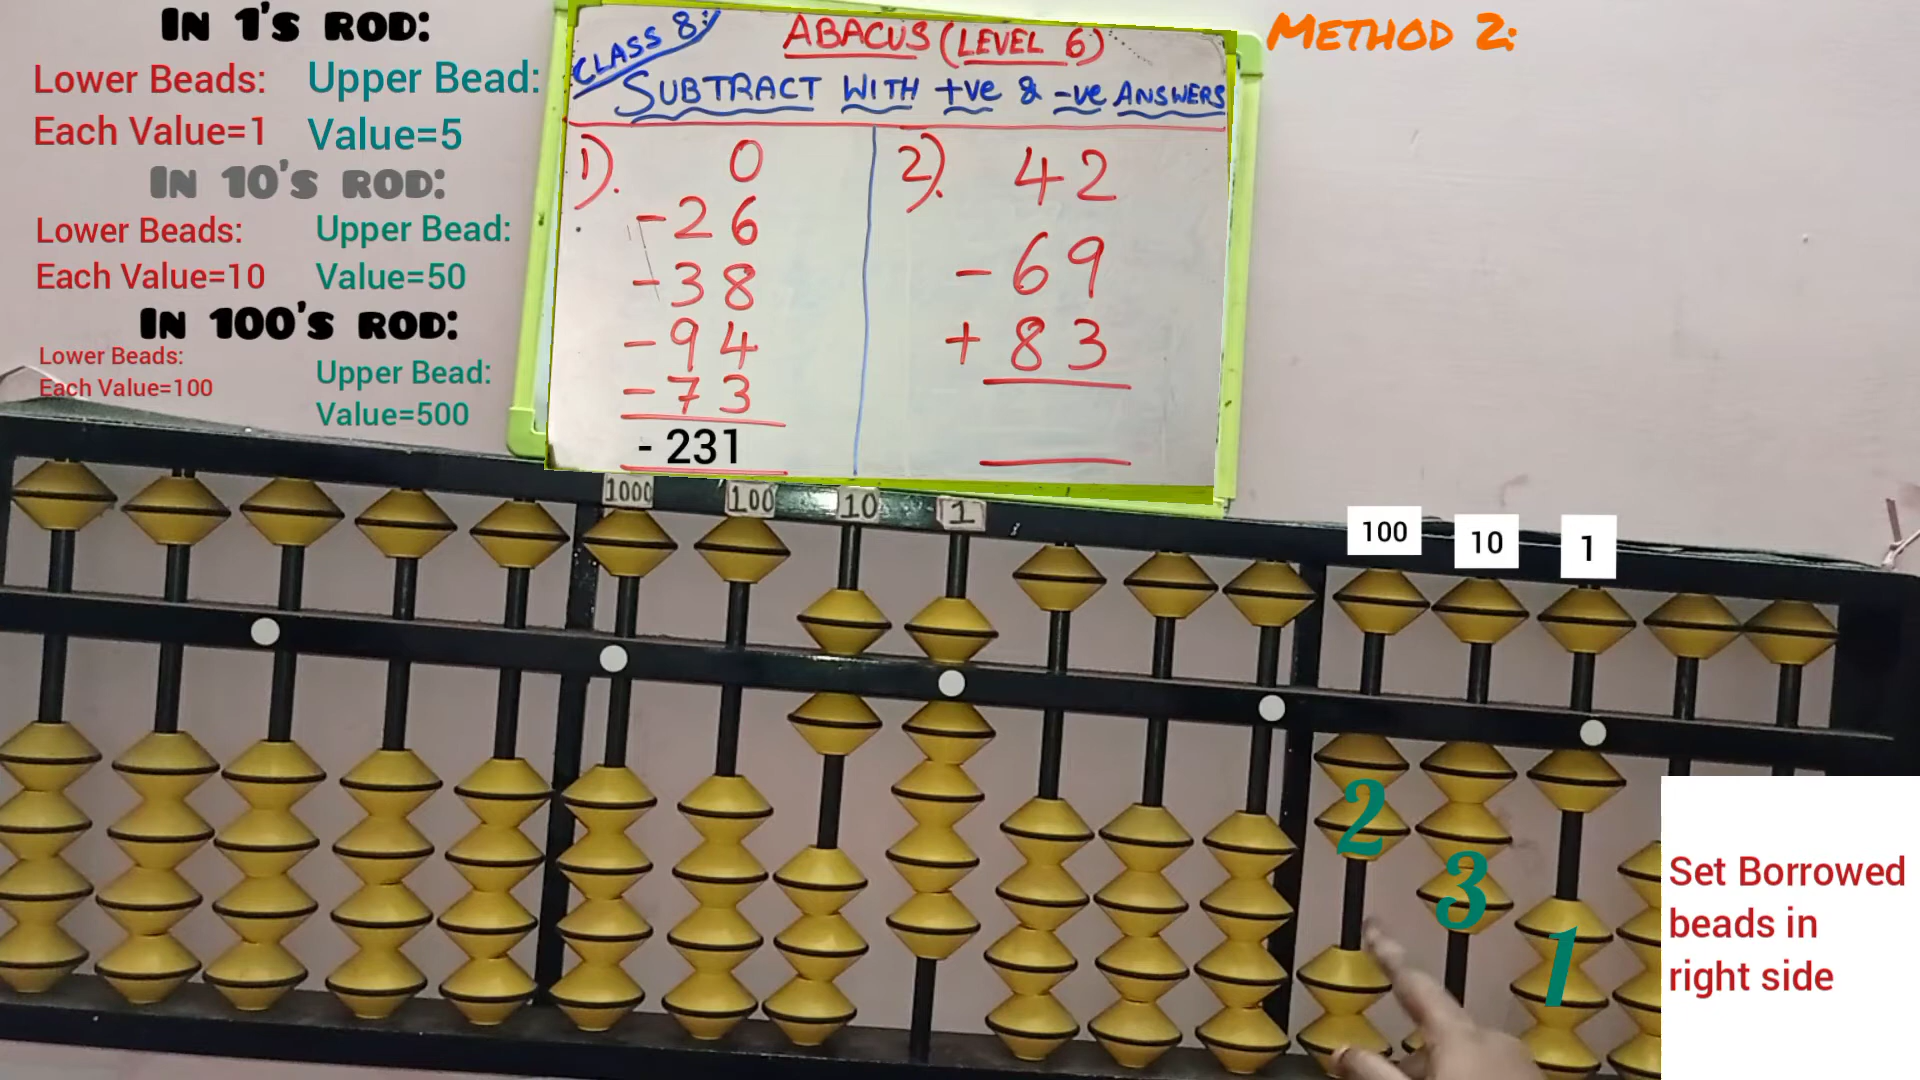 IN 1'S ROD:
Lower Beads: Upper Bead:
Each Value=1 Value=5
IN 10'S ROD:
Lower Beads: Upper Bead:
Each Value=10 Value=50
IN 100'S ROD:
Lower Beads: Upper Bead:
Each Value=100 Value=500
CLASS 8:
ABACUS (LEVEL 6)
SUBTRACT WITH +ve & -ve ANSWERS
1). 0
-26
-38
-94
-73
- 231
2). 42
-69
+83
METHOD 2:
1000 100 10 1
100 10 1
2
3
1
Set Borrowed
beads in
right side